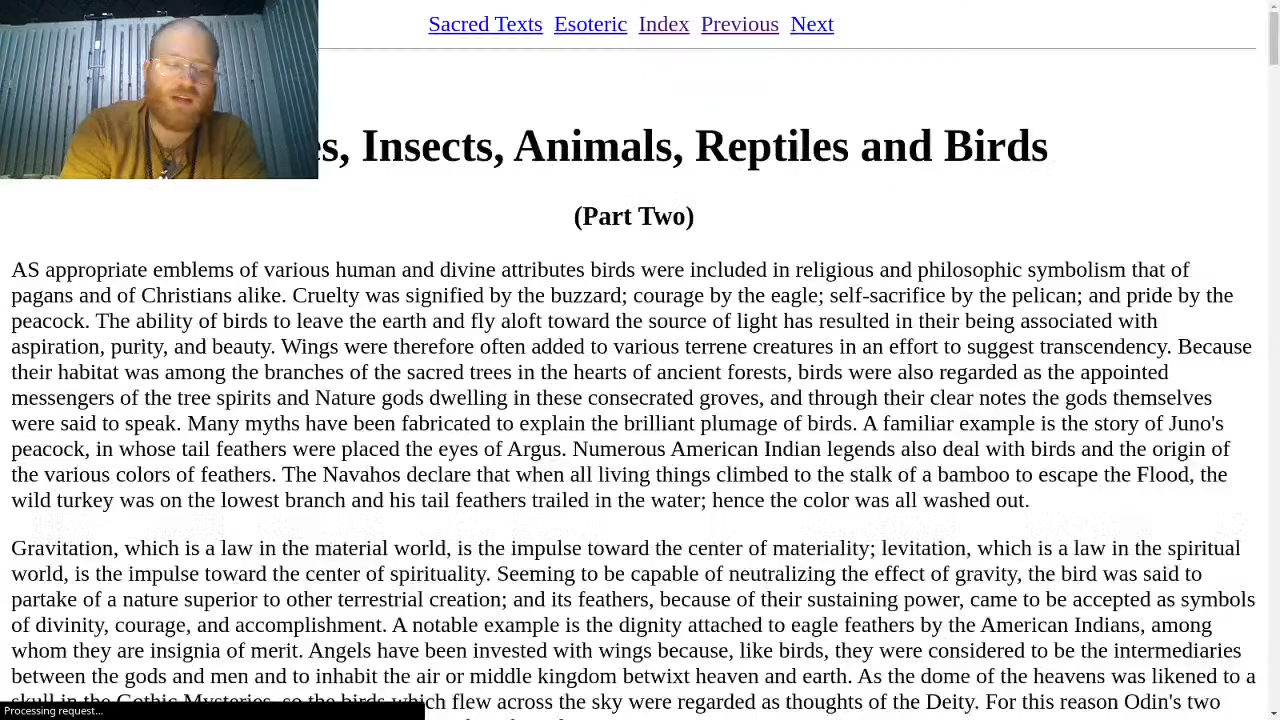 Sacred Texts Esoteric Index Previous Next
es, Insects, Animals, Reptiles and Birds
(Part Two)
AS appropriate emblems of various human and divine attributes birds were included in religious and philosophic symbolism that of
pagans and of Christians alike. Cruelty was signified by the buzzard; courage by the eagle; self-sacrifice by the pelican; and pride by the
peacock. The ability of birds to leave the earth and fly aloft toward the source of light has resulted in their being associated with
aspiration, purity, and beauty. Wings were therefore often added to various terrene creatures in an effort to suggest transcendency. Because
their habitat was among the branches of the sacred trees in the hearts of ancient forests, birds were also regarded as the appointed
messengers of the tree spirits and Nature gods dwelling in these consecrated groves, and through their clear notes the gods themselves
were said to speak. Many myths have been fabricated to explain the brilliant plumage of birds. A familiar example is the story of Juno's
peacock, in whose tail feathers were placed the eyes of Argus. Numerous American Indian legends also deal with birds and the origin of
the various colors of feathers. The Navahos declare that when all living things climbed to the stalk of a bamboo to escape the Flood, the
wild turkey was on the lowest branch and his tail feathers trailed in the water; hence the color was all washed out.
Gravitation, which is a law in the material world, is the impulse toward the center of materiality; levitation, which is a law in the spiritual
world, is the impulse toward the center of spirituality. Seeming to be capable of neutralizing the effect of gravity, the bird was said to
partake of a nature superior to other terrestrial creation; and its feathers, because of their sustaining power, came to be accepted as symbols
of divinity, courage, and accomplishment. A notable example is the dignity attached to eagle feathers by the American Indians, among
whom they are insignia of merit. Angels have been invested with wings because, like birds, they were considered to be the intermediaries
between the gods and men and to inhabit the air or middle kingdom betwixt heaven and earth. As the dome of the heavens was likened to a
skull in the Gothic Mysteries, so the birds which flew across the sky were regarded as thoughts of the Deity. For this reason Odin's two
Processing request...